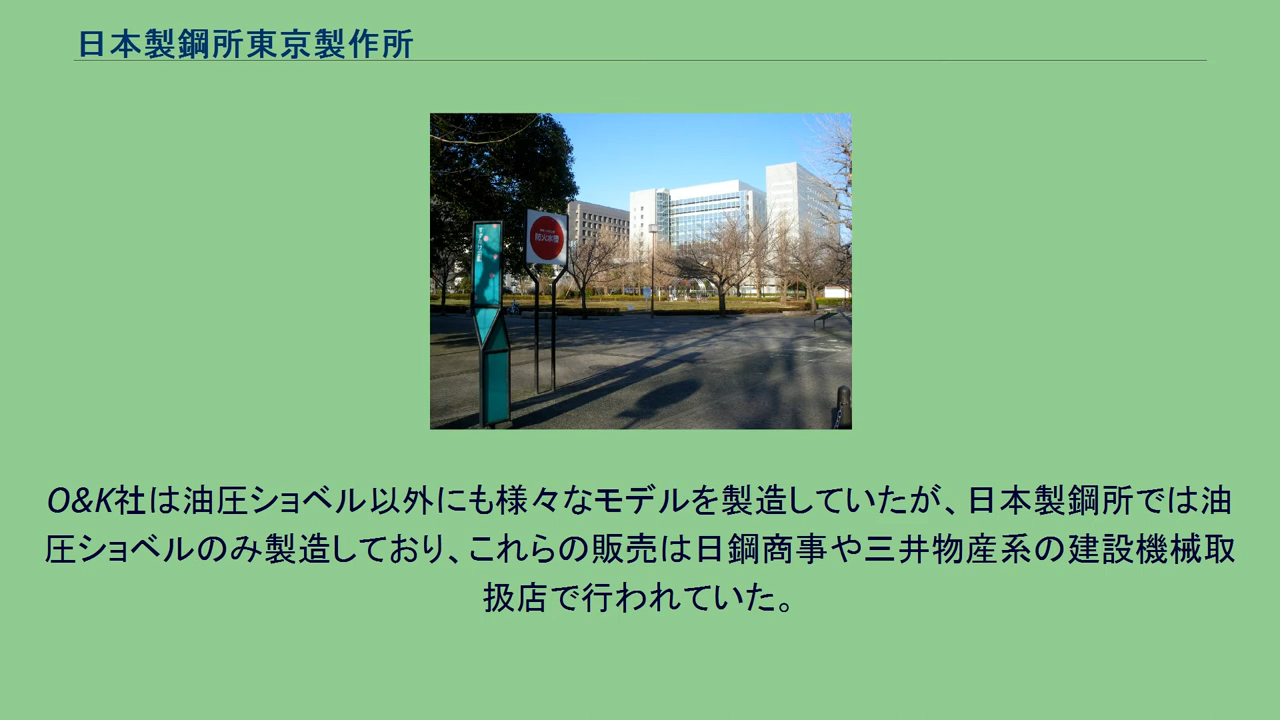 日本製鋼所東京製作所
防火水槽
O&K社は油圧ショベル以外にも様々なモデルを製造していたが、日本製鋼所では油
圧ショベルのみ製造しており、これらの販売は日鋼商事や三井物産系の建設機械取
扱店で行われていた。